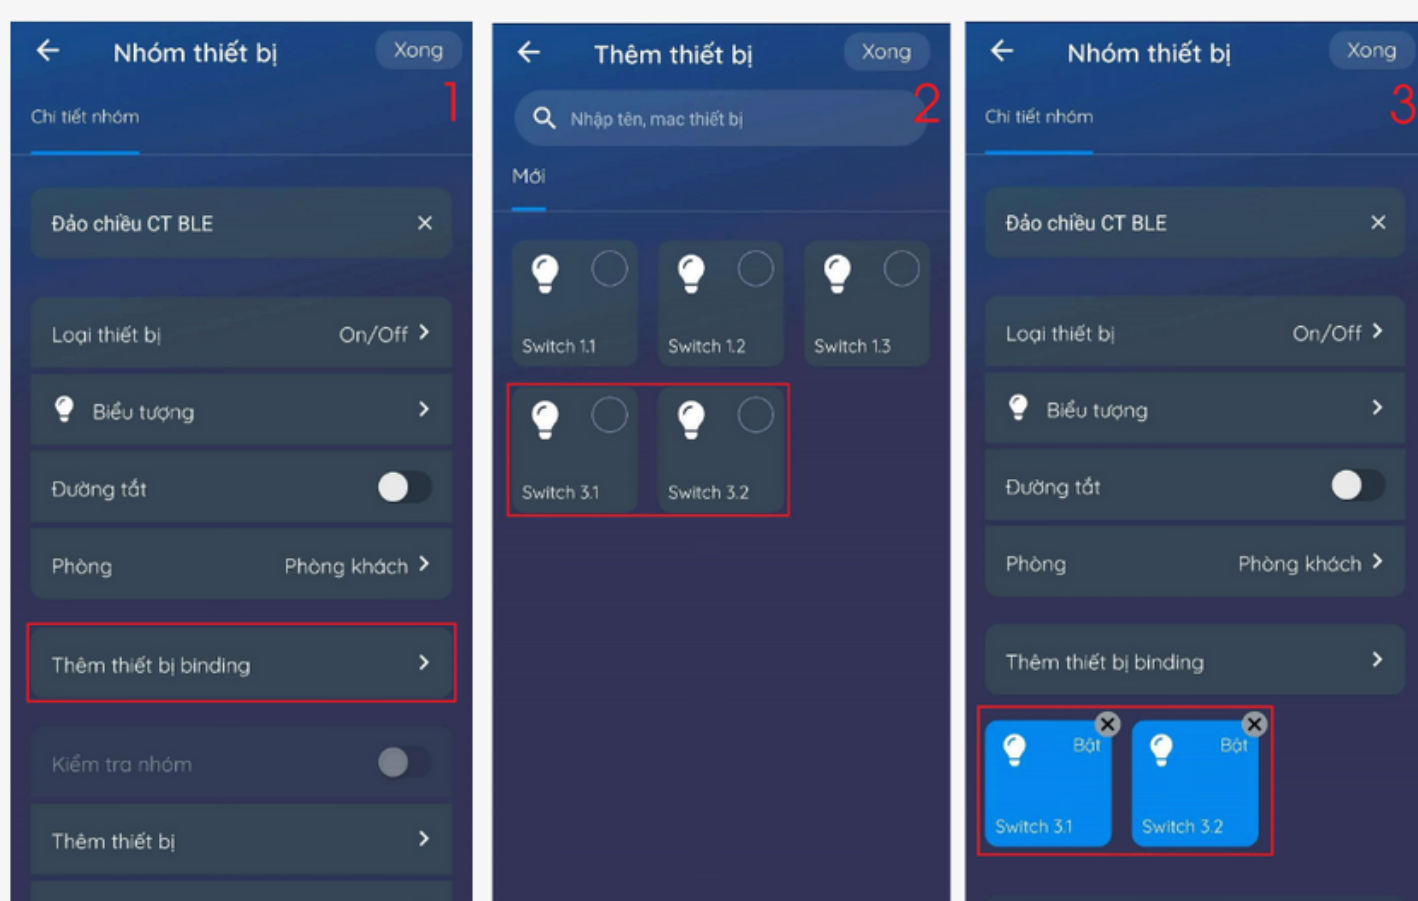 Nhóm thiết bị
Xong
1
Chi tiết nhóm
Đảo chiều CT BLE
Loại thiết bị
On/Off
Biểu tượng
Đường tắt
Phòng
Phòng khách
Thêm thiết bị binding
Kiểm tra nhóm
Thêm thiết bị
Thêm thiết bị
Xong
2
Nhập tên, mac thiết bị
Mới
Switch 1.1
Switch 1.2
Switch 1.3
Switch 3.1
Switch 3.2
Nhóm thiết bị
Xong
3
Chi tiết nhóm
Đảo chiều CT BLE
Loại thiết bị
On/Off
Biểu tượng
Đường tắt
Phòng
Phòng khách
Thêm thiết bị binding
Bật
Bật
Switch 3.1
Switch 3.2